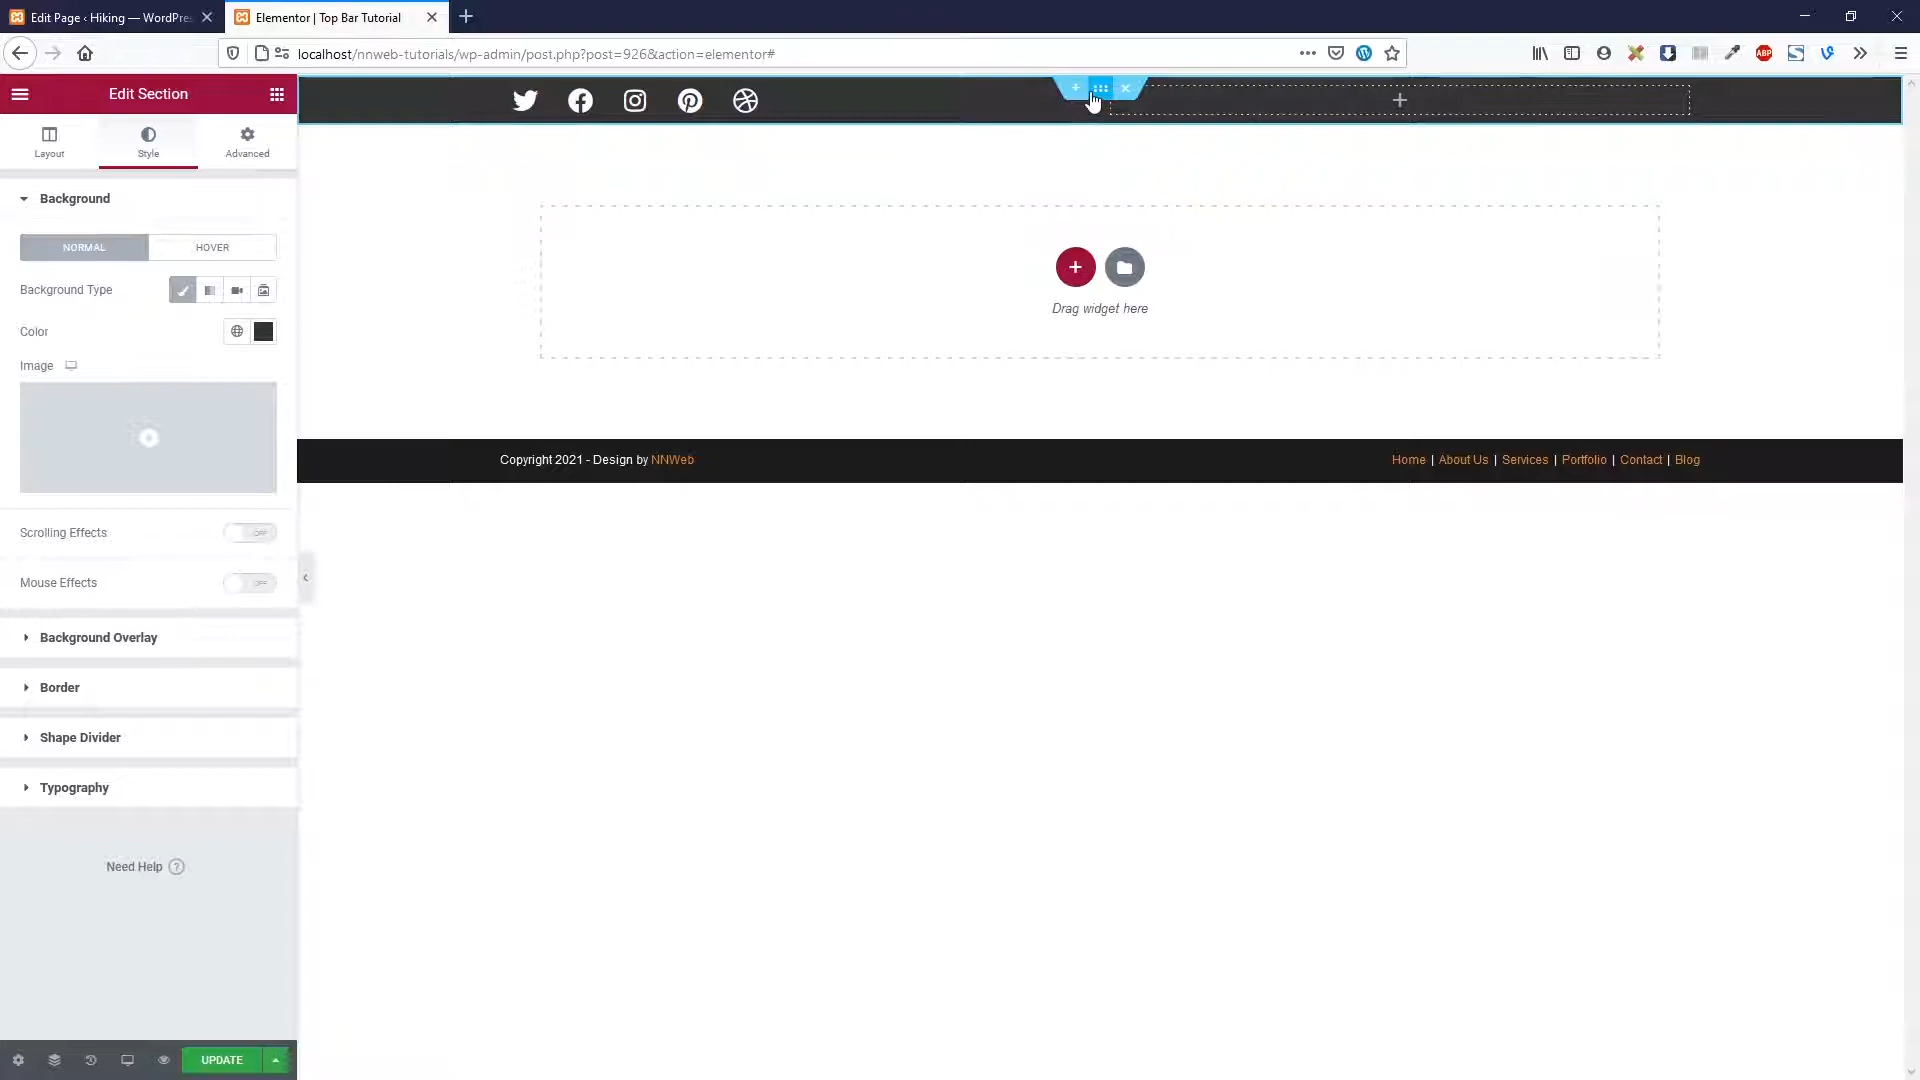 Edit Page ‹ Hiking — WordPre
Elementor | Top Bar Tutorial
localhost/nnweb-tutorials/wp-admin/post.php?post=926&action=elementor#
ABP
Edit Section
Layout
Style
Advanced
Background
NORMAL
HOVER
Background Type
Color
Image
Scrolling Effects
OFF
Mouse Effects
OFF
Background Overlay
Border
Shape Divider
Typography
Need Help
UPDATE
Drag widget here
Copyright 2021 - Design by NNWeb
Home | About Us | Services | Portfolio | Contact | Blog